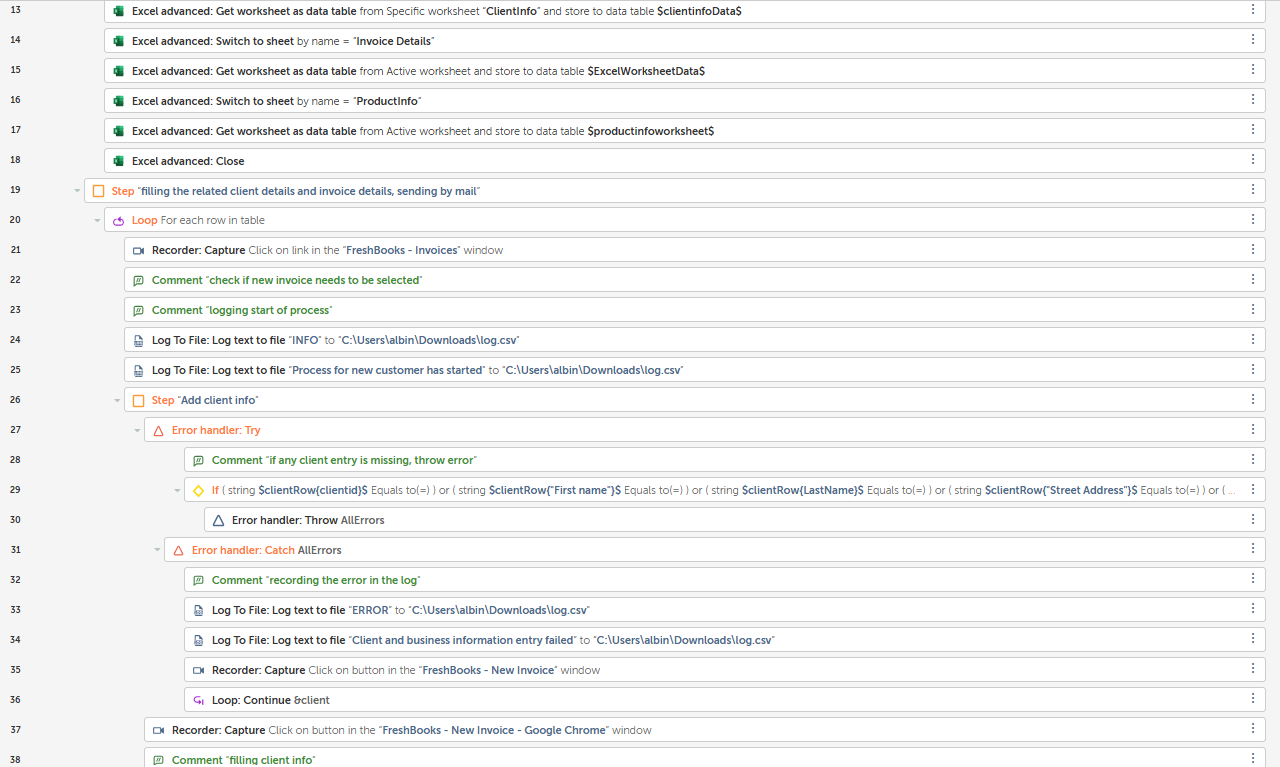 13 Excel advanced: Get worksheet as data table from Specific worksheet "ClientInfo" and store to data table $clientinfoData$
14 Excel advanced: Switch to sheet by name = "Invoice Details"
15 Excel advanced: Get worksheet as data table from Active worksheet and store to data table $ExcelWorksheetData$
16 Excel advanced: Switch to sheet by name = "ProductInfo"
17 Excel advanced: Get worksheet as data table from Active worksheet and store to data table $productinfoworksheet$
18 Excel advanced: Close
19 Step "filling the related client details and invoice details, sending by mail"
20 Loop For each row in table
21 Recorder: Capture Click on link in the "FreshBooks - Invoices" window
22 Comment "check if new invoice needs to be selected"
23 Comment "logging start of process"
24 Log To File: Log text to file "INFO" to "C:\Users\albin\Downloads\log.csv"
25 Log To File: Log text to file "Process for new customer has started" to "C:\Users\albin\Downloads\log.csv"
26 Step "Add client info"
27 Error handler: Try
28 Comment "if any client entry is missing, throw error"
29 If ( string $clientRow{clientid}$ Equals to(=) ) or ( string $clientRow{"First name"}$ Equals to(=) ) or ( string $clientRow{LastName}$ Equals to(=) ) or ( string $clientRow{"Street Address"}$ Equals to(=) ) or ( ...
30 Error handler: Throw AllErrors
31 Error handler: Catch AllErrors
32 Comment "recording the error in the log"
33 Log To File: Log text to file "ERROR" to "C:\Users\albin\Downloads\log.csv"
34 Log To File: Log text to file "Client and business information entry failed" to "C:\Users\albin\Downloads\log.csv"
35 Recorder: Capture Click on button in the "FreshBooks - New Invoice" window
36 Loop: Continue &client
37 Recorder: Capture Click on button in the "FreshBooks - New Invoice - Google Chrome" window
38 Comment "filling client info"